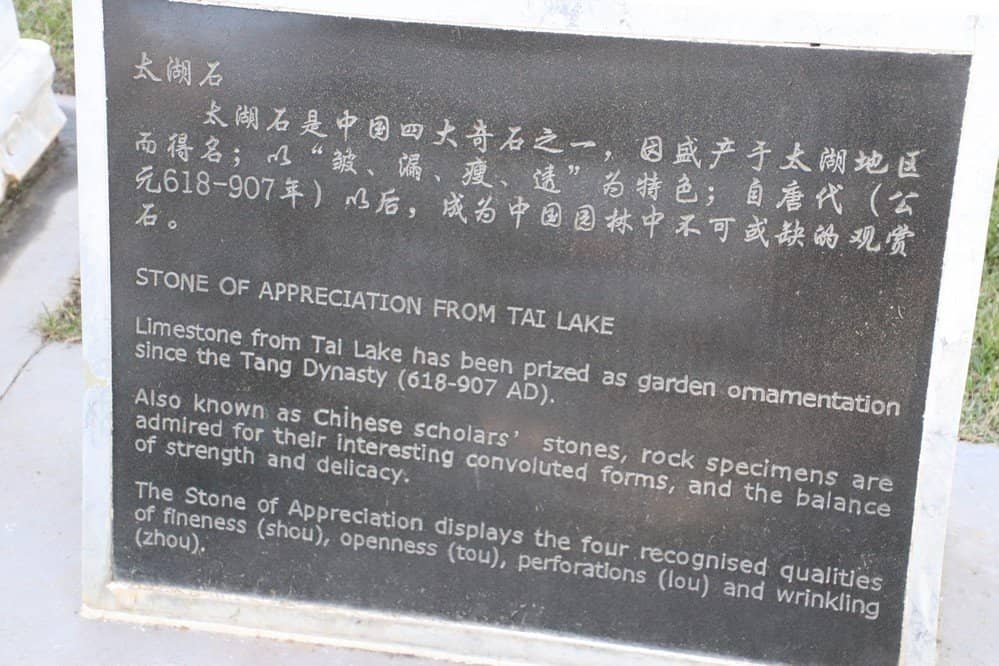 太湖石
太湖石是中国四大奇石之一，因盛产于太湖地区
而得名；以“皱、漏、瘦、透”为特色；自唐代（公
元618-907年）以后，成为中国园林中不可或缺的观赏
石。
STONE OF APPRECIATION FROM TAI LAKE
Limestone from Tai Lake has been prized as garden ornamentation
since the Tang Dynasty (618-907 AD).
Also known as Chihese scholars’ stones, rock specimens are
admired for their interesting convoluted forms, and the balance
of strength and delicacy.
The Stone of Appreciation displays the four recognised qualities
of fineness (shou), openness (tou), perforations (lou) and wrinkling
(zhou).